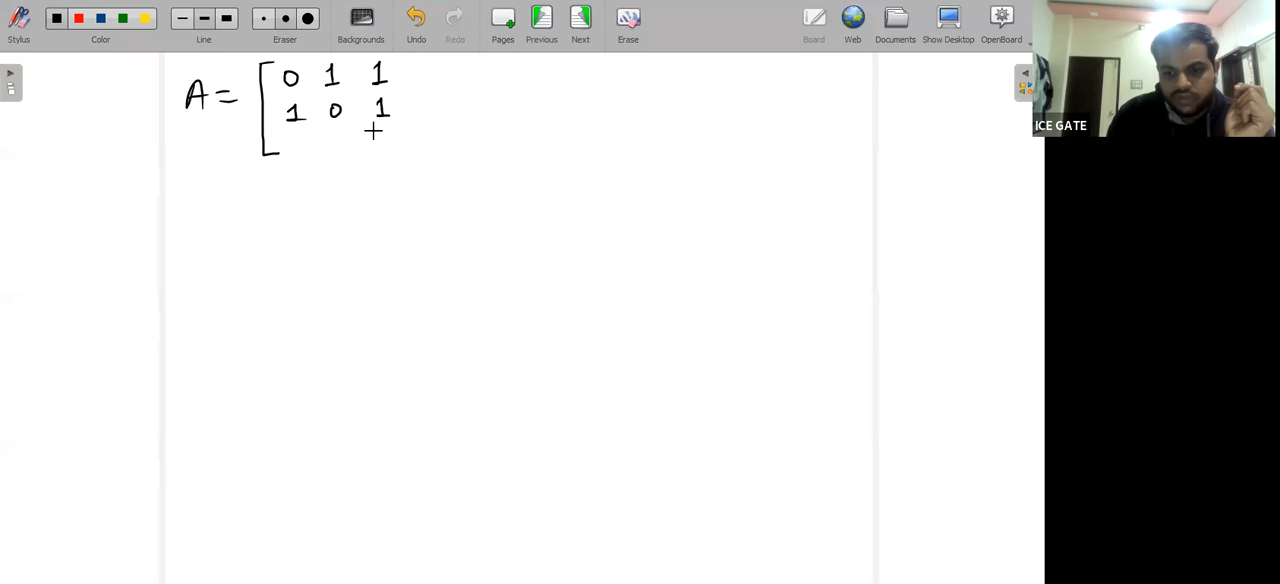 Stylus Color Line Eraser Backgrounds Undo Redo Pages Previous Next Erase Board Web Documents Show Desktop OpenBoard
A = [ 0 1 1
1 0 1
ICE GATE